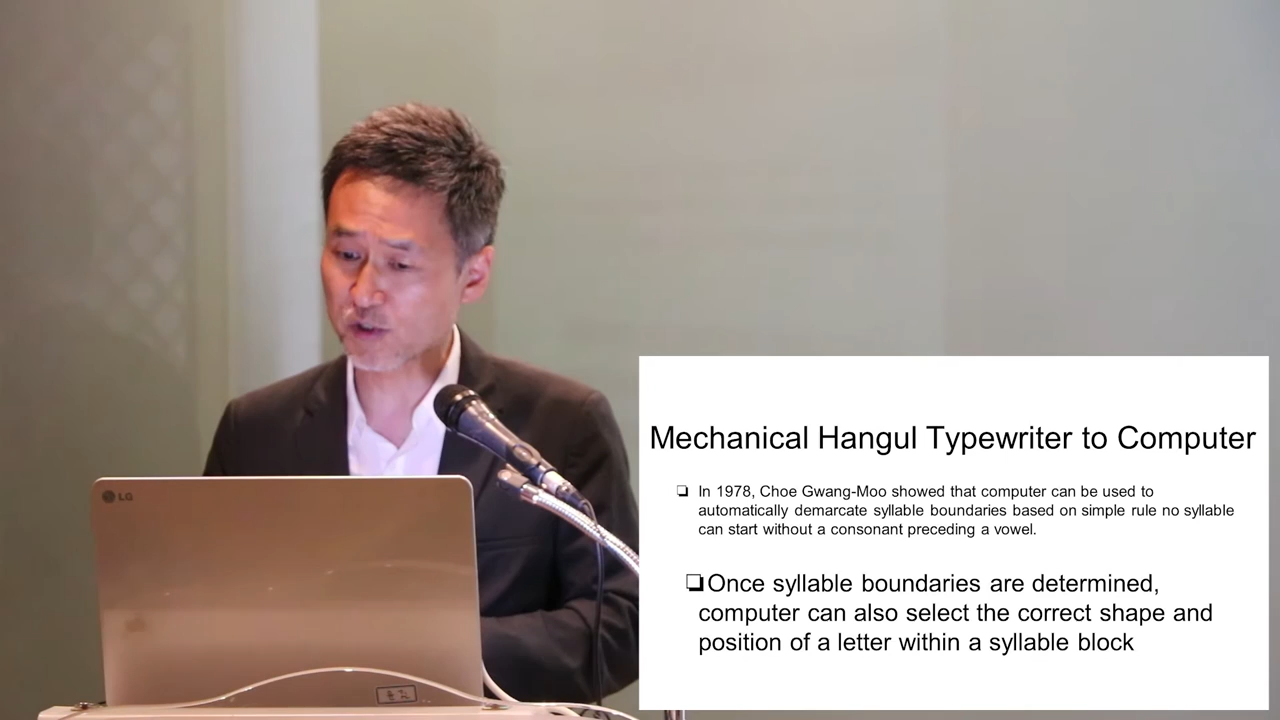 LG
Mechanical Hangul Typewriter to Computer
❏ In 1978, Choe Gwang-Moo showed that computer can be used to
automatically demarcate syllable boundaries based on simple rule no syllable
can start without a consonant preceding a vowel.
❏Once syllable boundaries are determined,
computer can also select the correct shape and
position of a letter within a syllable block